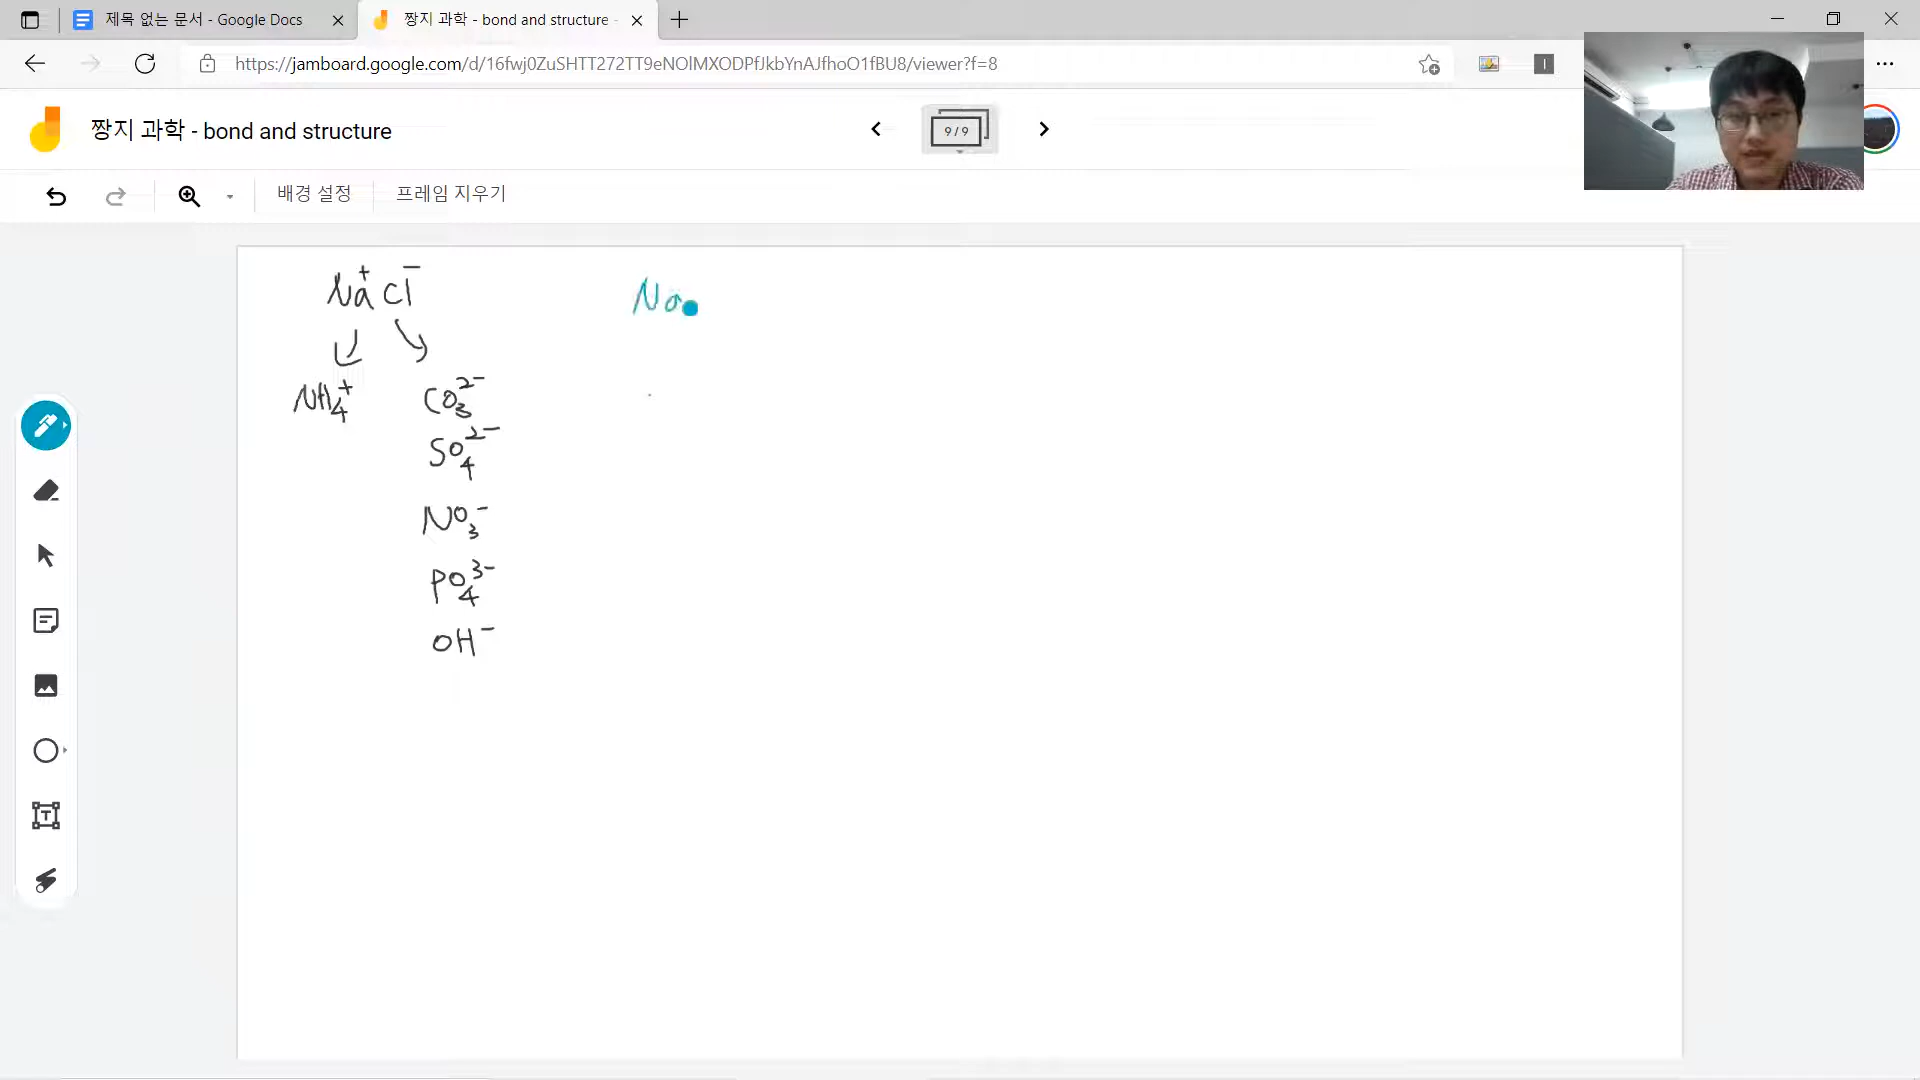 제목 없는 문서 - Google Docs
짱지 과학 - bond and structure -
https://jamboard.google.com/d/16fwj0ZuSHTT272TT9eNOlMXODPfJkbYnAJfhoO1fBU8/viewer?f=8
짱지 과학 - bond and structure
9 / 9
배경 설정
프레임 지우기
Na⁺Cl⁻
Na
NH₄⁺
CO₃²⁻
SO₄²⁻
NO₃⁻
PO₄³⁻
OH⁻